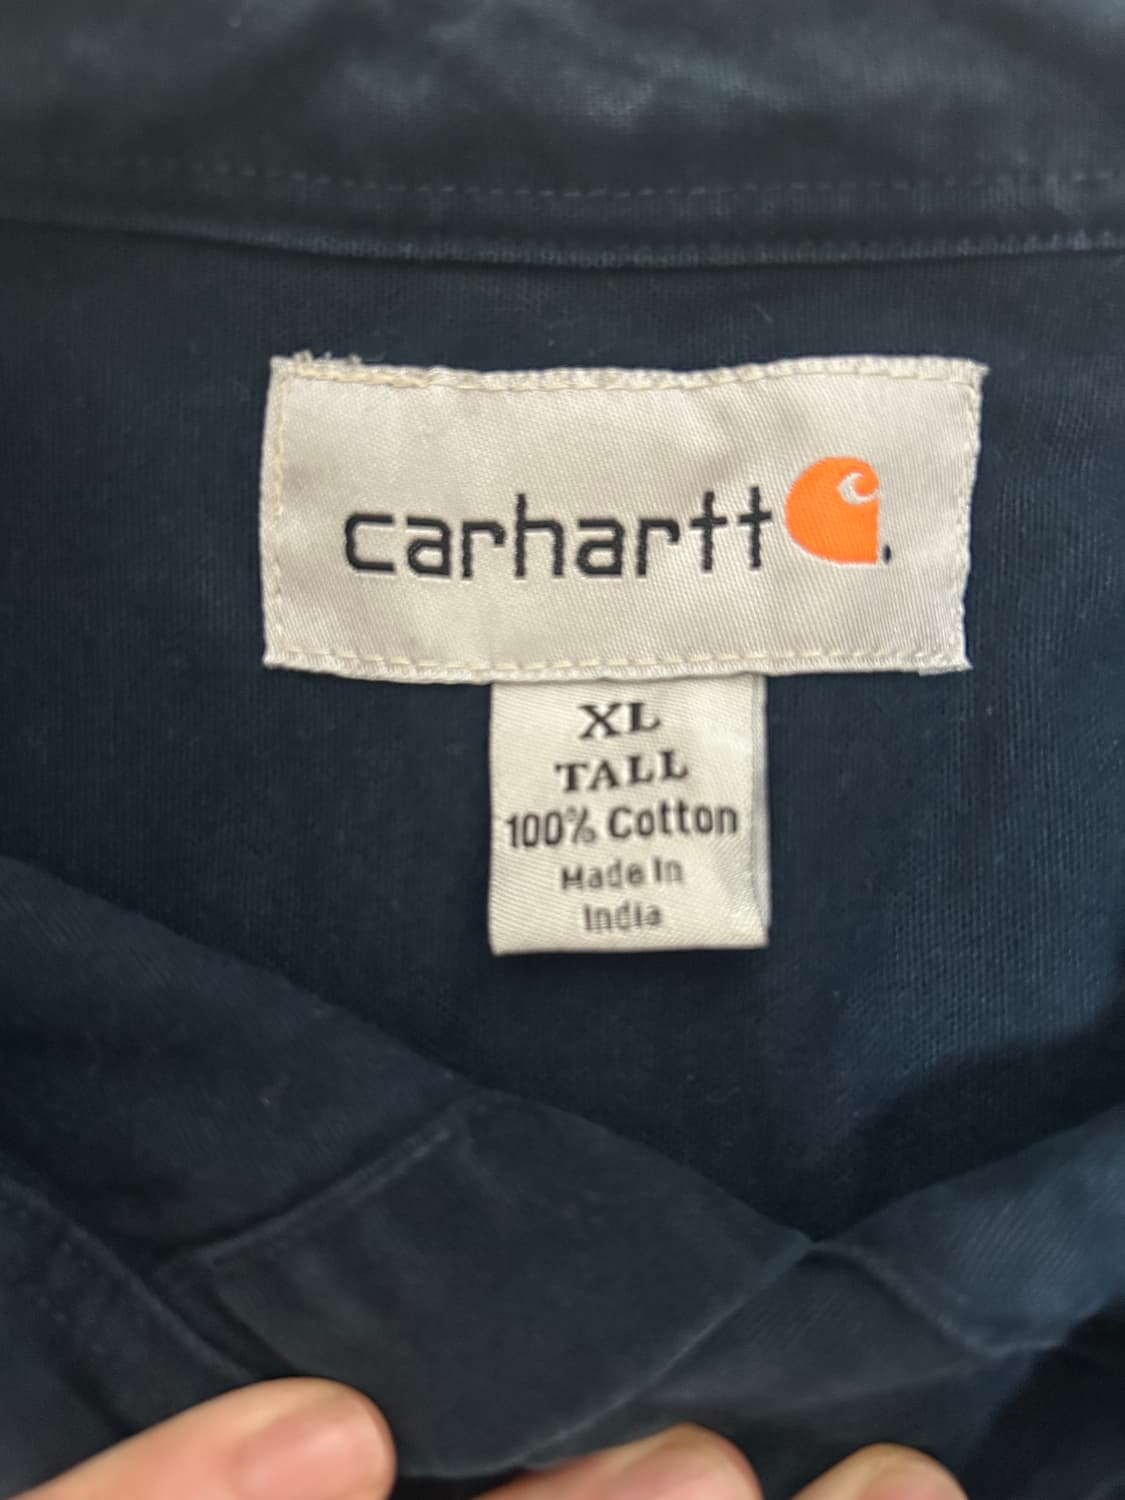 carhartt
XL
TALL
100% Cotton
Made In
India